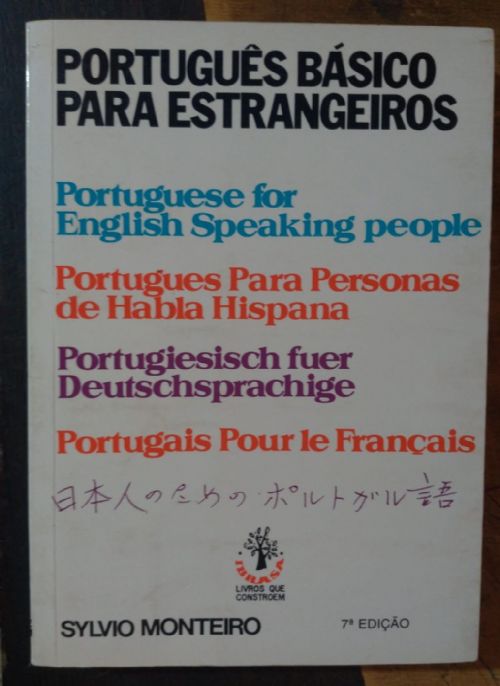 PORTUGUÊS BÁSICO
PARA ESTRANGEIROS
Portuguese for
English Speaking people
Portugues Para Personas
de Habla Hispana
Portugiesisch fuer
Deutschsprachige
Portugais Pour le Français
日本人のための・ポルトガル語
IBRASA
LIVROS QUE
CONSTROEM
SYLVIO MONTEIRO
7ª EDIÇÃO